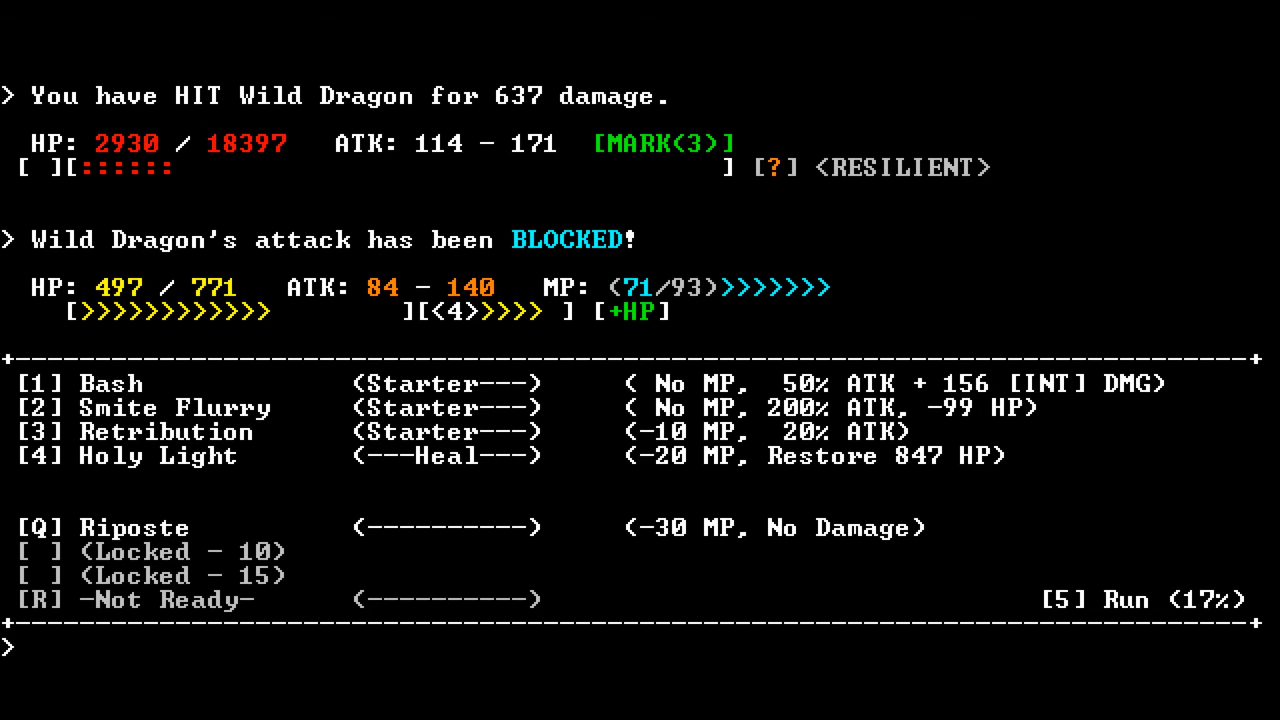 > You have HIT Wild Dragon for 637 damage.
HP: 2930 / 18397 ATK: 114 - 171 [MARK(3)]
[ ][:::::: ] [?] <RESILIENT>
> Wild Dragon's attack has been BLOCKED!
HP: 497 / 771 ATK: 84 - 140 MP: (71/93)>>>>>>>
[>>>>>>>>>>>> ][<4>>>>> ] [+HP]
+------------------------------------------------------------------------------+
[1] Bash (Starter---) ( No MP, 50% ATK + 156 [INT] DMG)
[2] Smite Flurry (Starter---) ( No MP, 200% ATK, -99 HP)
[3] Retribution (Starter---) (-10 MP, 20% ATK)
[4] Holy Light (---Heal---) (-20 MP, Restore 847 HP)
[Q] Riposte (----------) (-30 MP, No Damage)
[ ] (Locked - 10)
[ ] (Locked - 15)
[R] -Not Ready- (----------) [5] Run (17%)
+------------------------------------------------------------------------------+
>